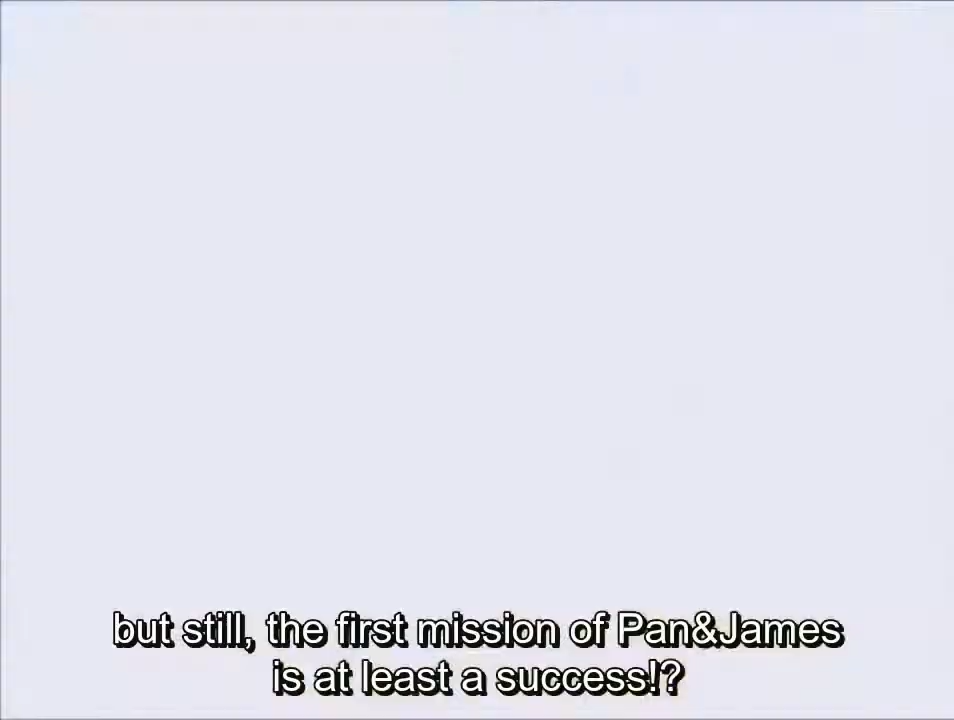 but still, the first mission of Pan&James
is at least a success!?